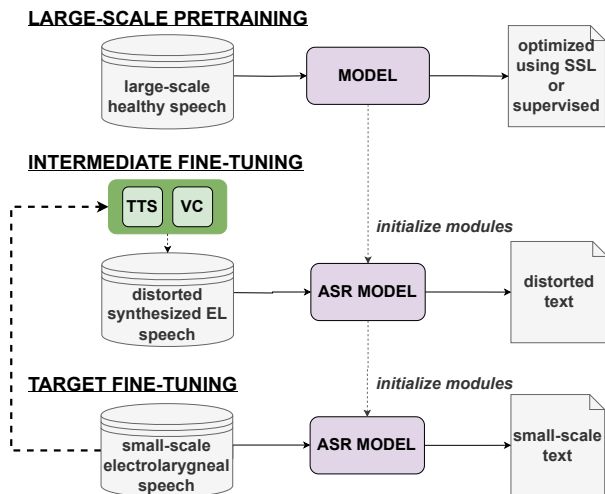 LARGE-SCALE PRETRAINING
large-scale
healthy speech
MODEL
optimized
using SSL
or
supervised
INTERMEDIATE FINE-TUNING
TTS
VC
initialize modules
distorted
synthesized EL
speech
ASR MODEL
distorted
text
TARGET FINE-TUNING
initialize modules
small-scale
electrolaryngeal
speech
ASR MODEL
small-scale
text